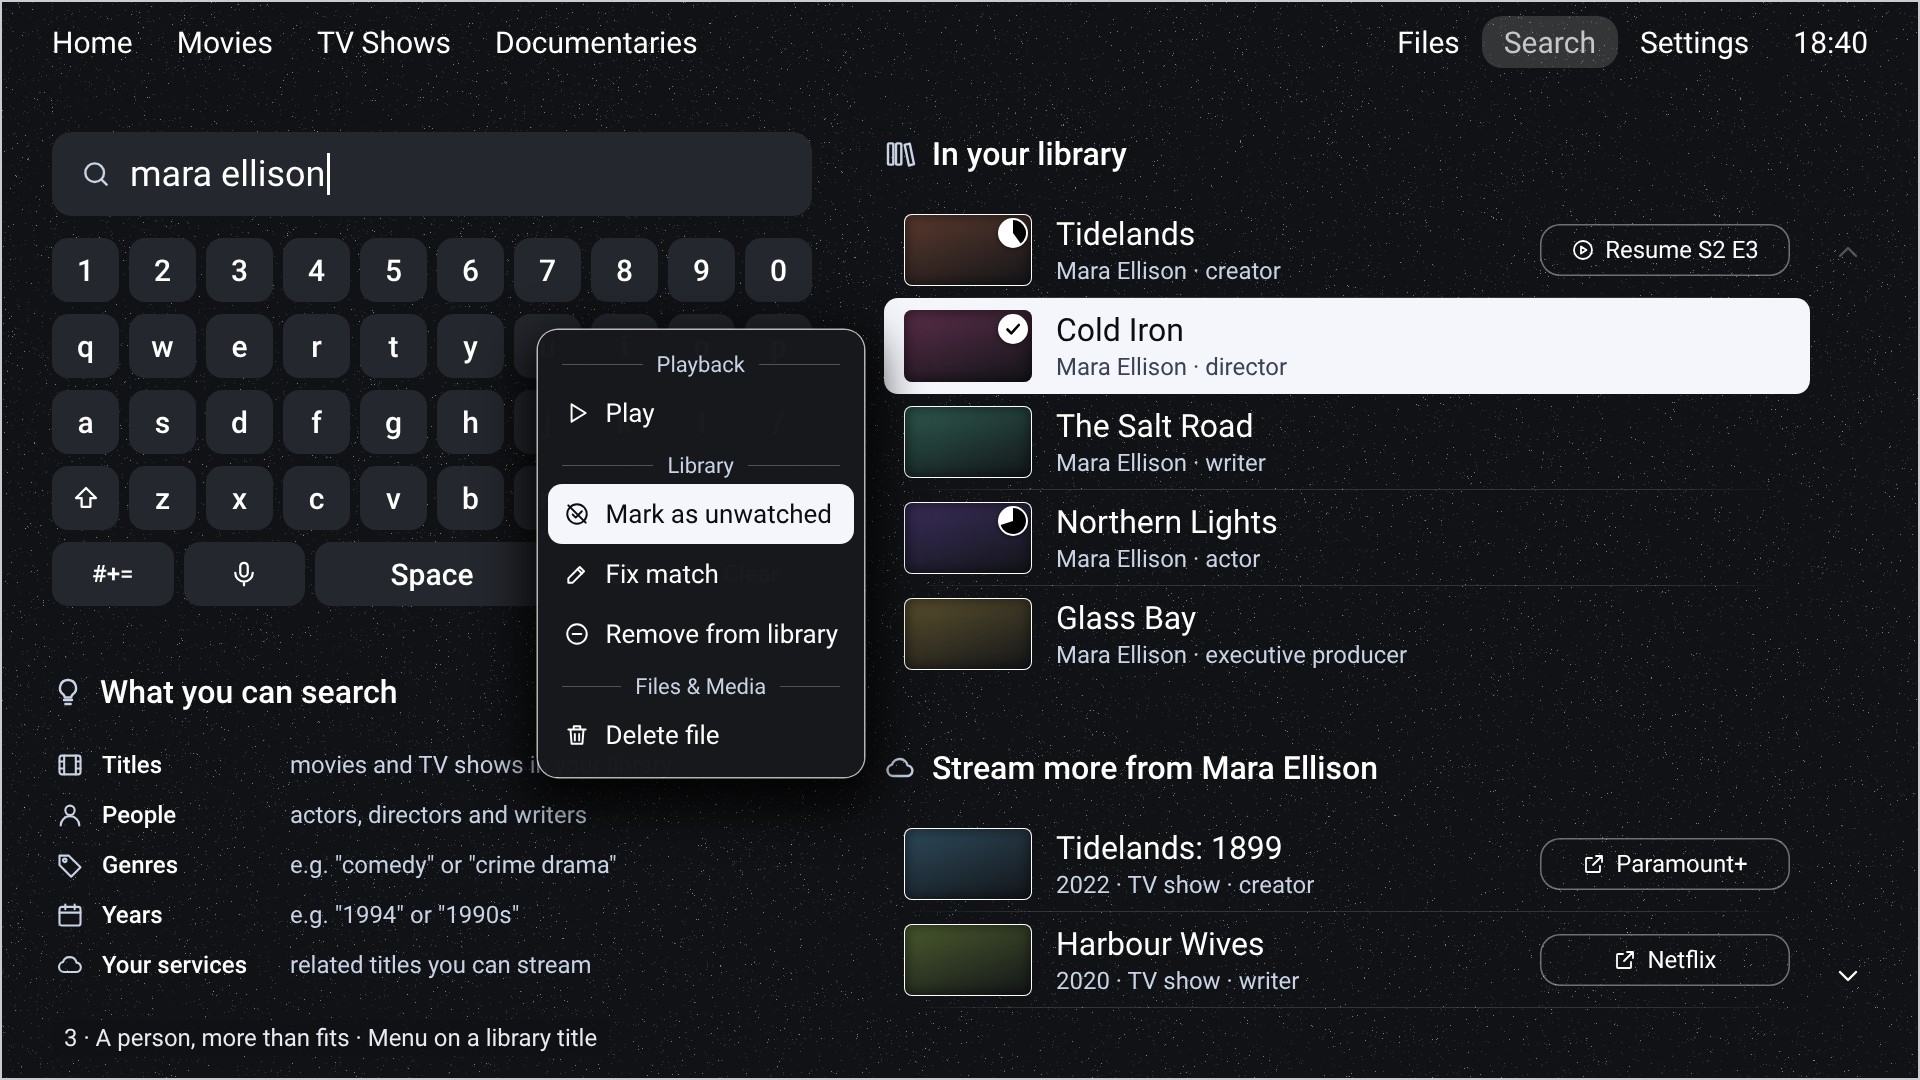 Home Movies TV Shows Documentaries Files Search Settings 18:40
mara ellison
1 2 3 4 5 6 7 8 9 0
q w e r t y
a s d f g h
z x c v b
#+= Space
Playback
Play
Library
Mark as unwatched
Fix match
Remove from library
Files & Media
Delete file
What you can search
Titles movies and TV shows
People actors, directors and writers
Genres e.g. "comedy" or "crime drama"
Years e.g. "1994" or "1990s"
Your services related titles you can stream
3 · A person, more than fits · Menu on a library title
In your library
Tidelands
Mara Ellison · creator
Resume S2 E3
Cold Iron
Mara Ellison · director
The Salt Road
Mara Ellison · writer
Northern Lights
Mara Ellison · actor
Glass Bay
Mara Ellison · executive producer
Stream more from Mara Ellison
Tidelands: 1899
2022 · TV show · creator
Paramount+
Harbour Wives
2020 · TV show · writer
Netflix